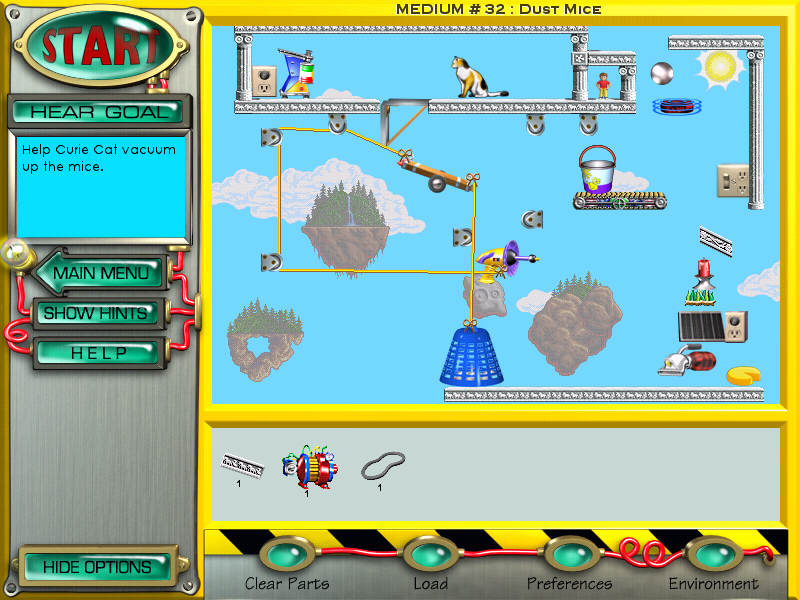 MEDIUM # 32 : DUST MICE
START
HEAR GOAL
Help Curie Cat vacuum
up the mice.
MAIN MENU
SHOW HINTS
HELP
HIDE OPTIONS
1
1
1
Clear Parts
Load
Preferences
Environment